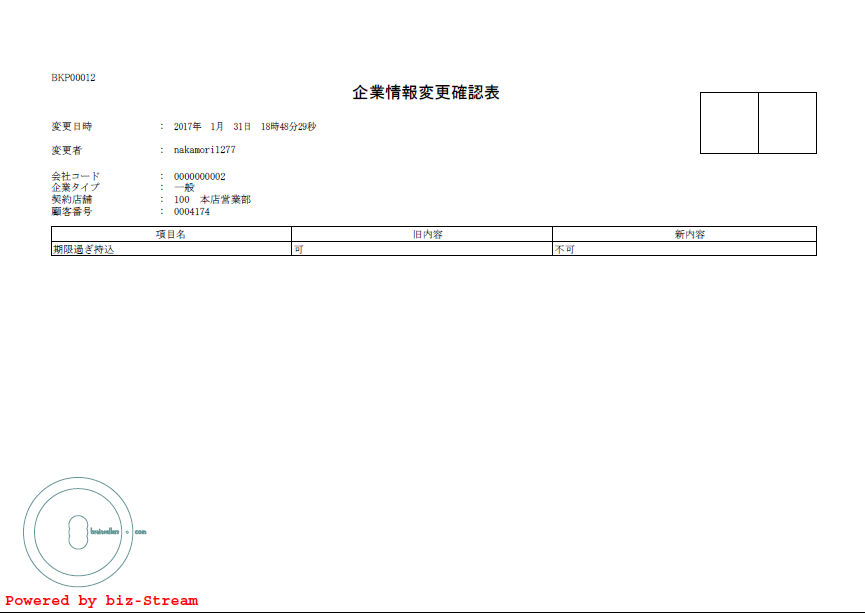 BKP00012
企業情報変更確認表
変更日時 : 2017年 1月 31日 18時48分29秒
変更者 : nakamori1277
会社コード : 0000000002
企業タイプ : 一般
契約店舗 : 100 本店営業部
顧客番号 : 0004174
項目名 旧内容 新内容
期限過ぎ持込 可 不可
Powered by biz-Stream